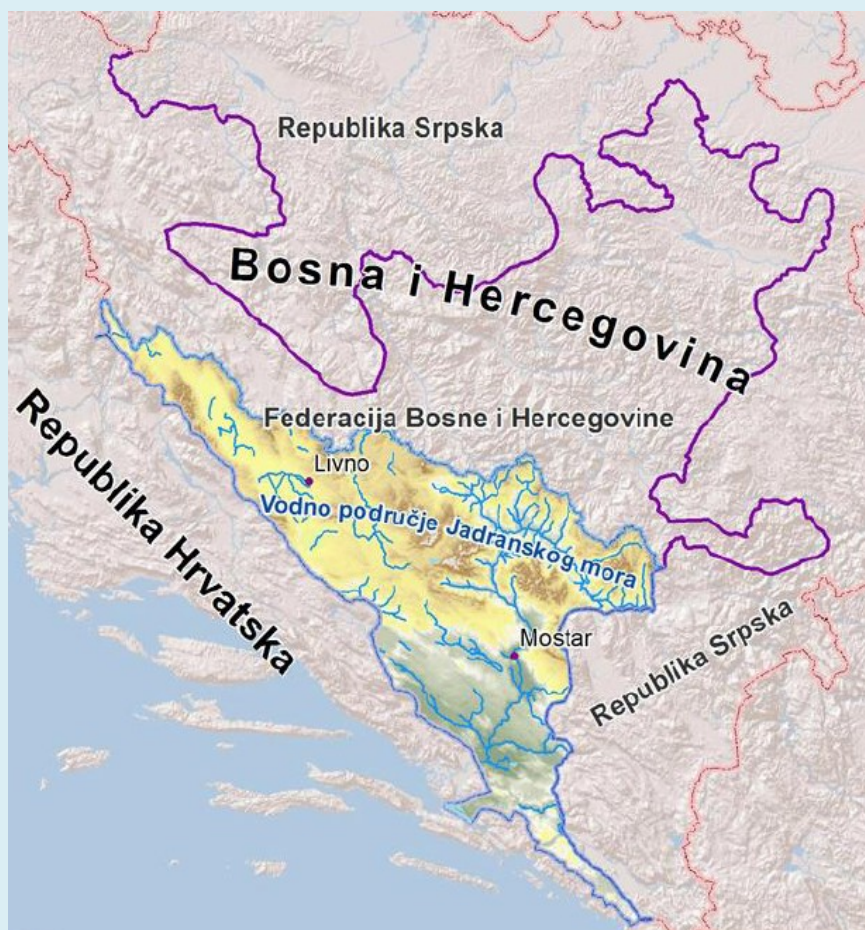 Republika Srpska
Bosna i Hercegovina
Federacija Bosne i Hercegovine
Republika Hrvatska
Livno
Vodno područje Jadranskog mora
Mostar
Republika Srpska